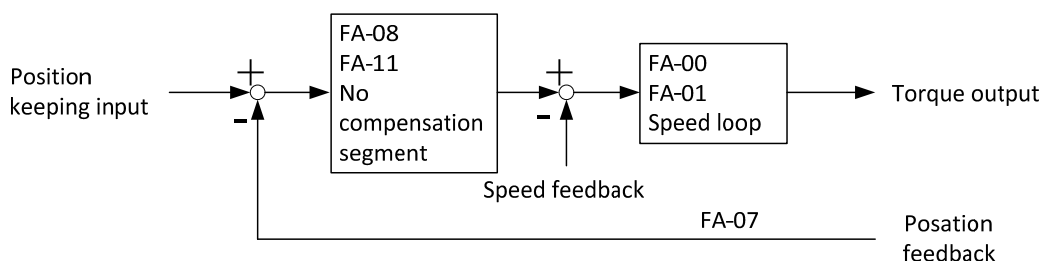 Position
keeping input
+
-
FA-08
FA-11
No
compensation
segment
+
-
Speed feedback
FA-00
FA-01
Speed loop
Torque output
FA-07
Posation
feedback